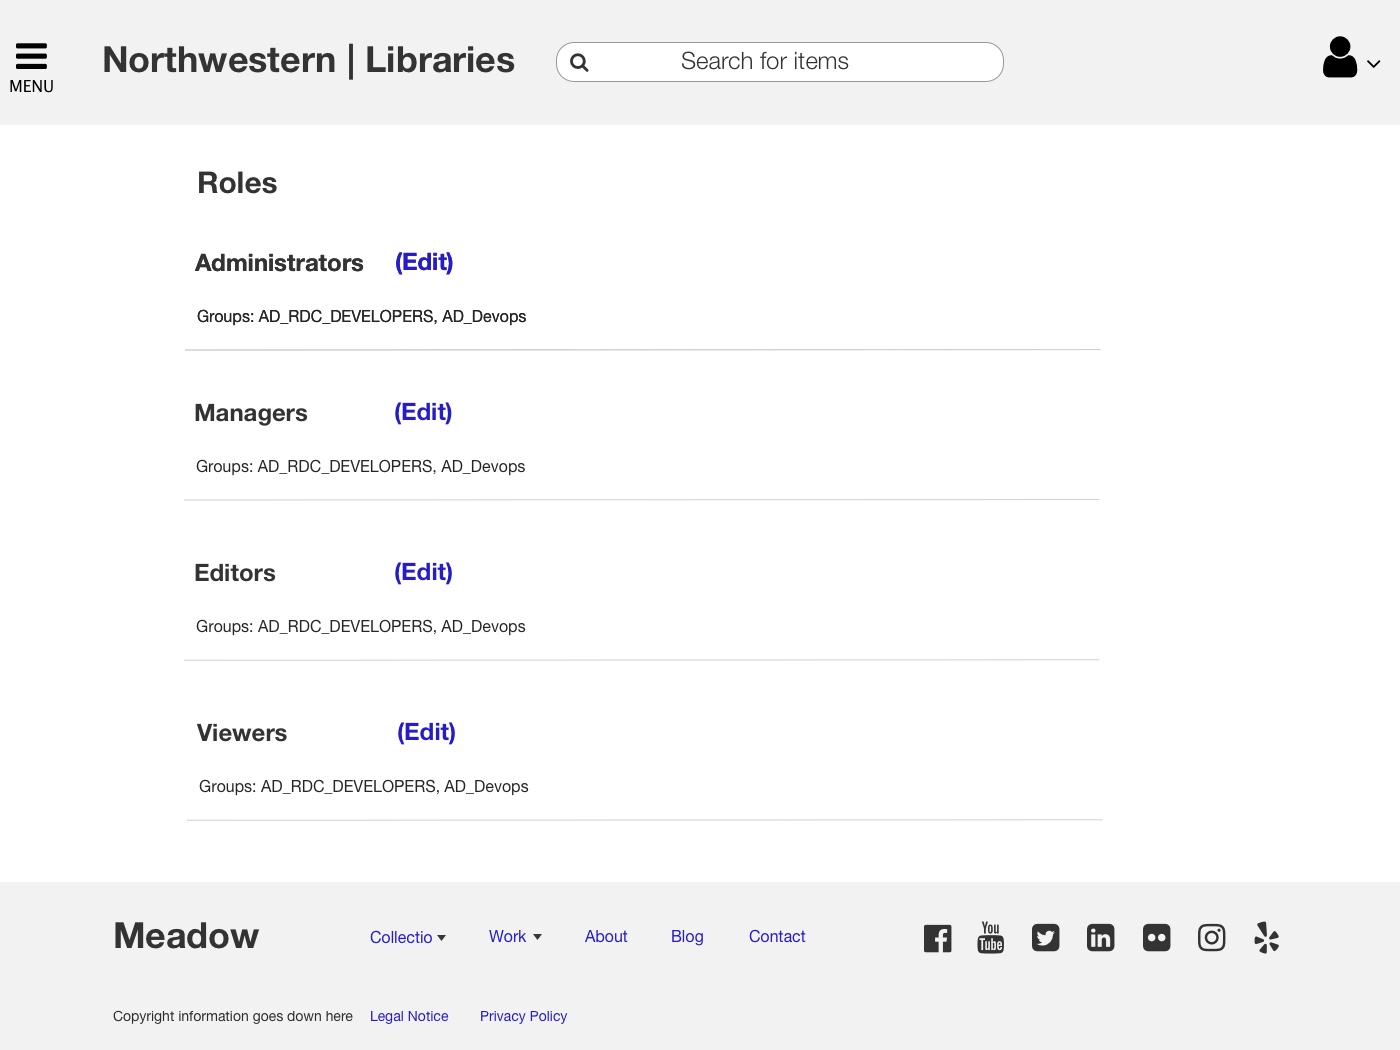 MENU
Northwestern | Libraries
Search for items
Roles
Administrators (Edit)
Groups: AD_RDC_DEVELOPERS, AD_Devops
Managers (Edit)
Groups: AD_RDC_DEVELOPERS, AD_Devops
Editors (Edit)
Groups: AD_RDC_DEVELOPERS, AD_Devops
Viewers (Edit)
Groups: AD_RDC_DEVELOPERS, AD_Devops
Meadow Collectio Work About Blog Contact You Tube in
Copyright information goes down here Legal Notice Privacy Policy